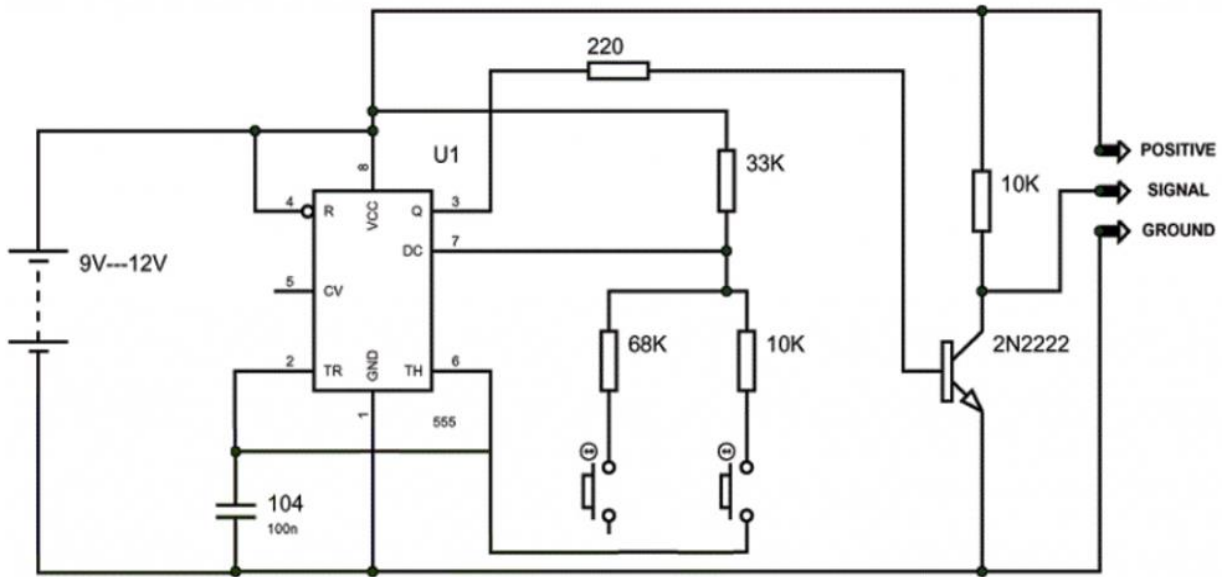 220
U1
33K
10K
POSITIVE
SIGNAL
GROUND
8
4
R
VCC
Q
3
DC
7
9V---12V
5
CV
68K
10K
2N2222
2
TR
GND
TH
6
1
555
104
100n